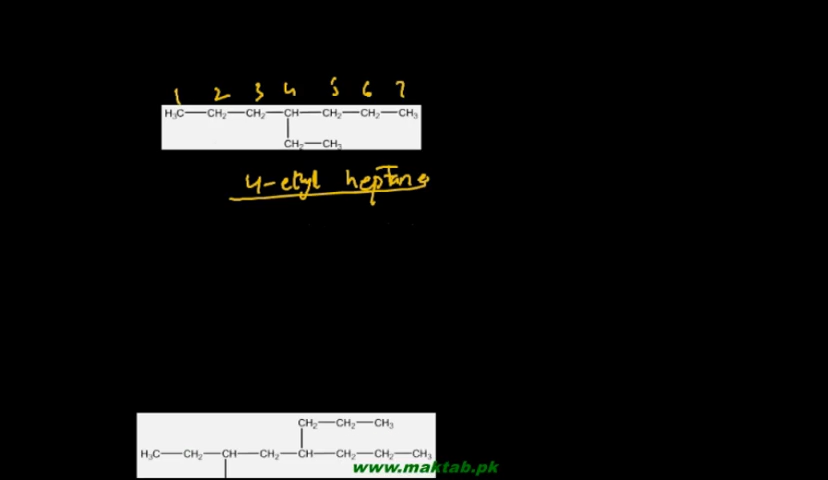 1 2 3 4 5 6 7
H₃C—CH₂—CH₂—CH—CH₂—CH₂—CH₃
CH₂—CH₃
4-ethyl heptane
CH₂—CH₂—CH₃
H₃C—CH₂—CH—CH₂—CH—CH₂—CH₂—CH₃
www.maktab.pk